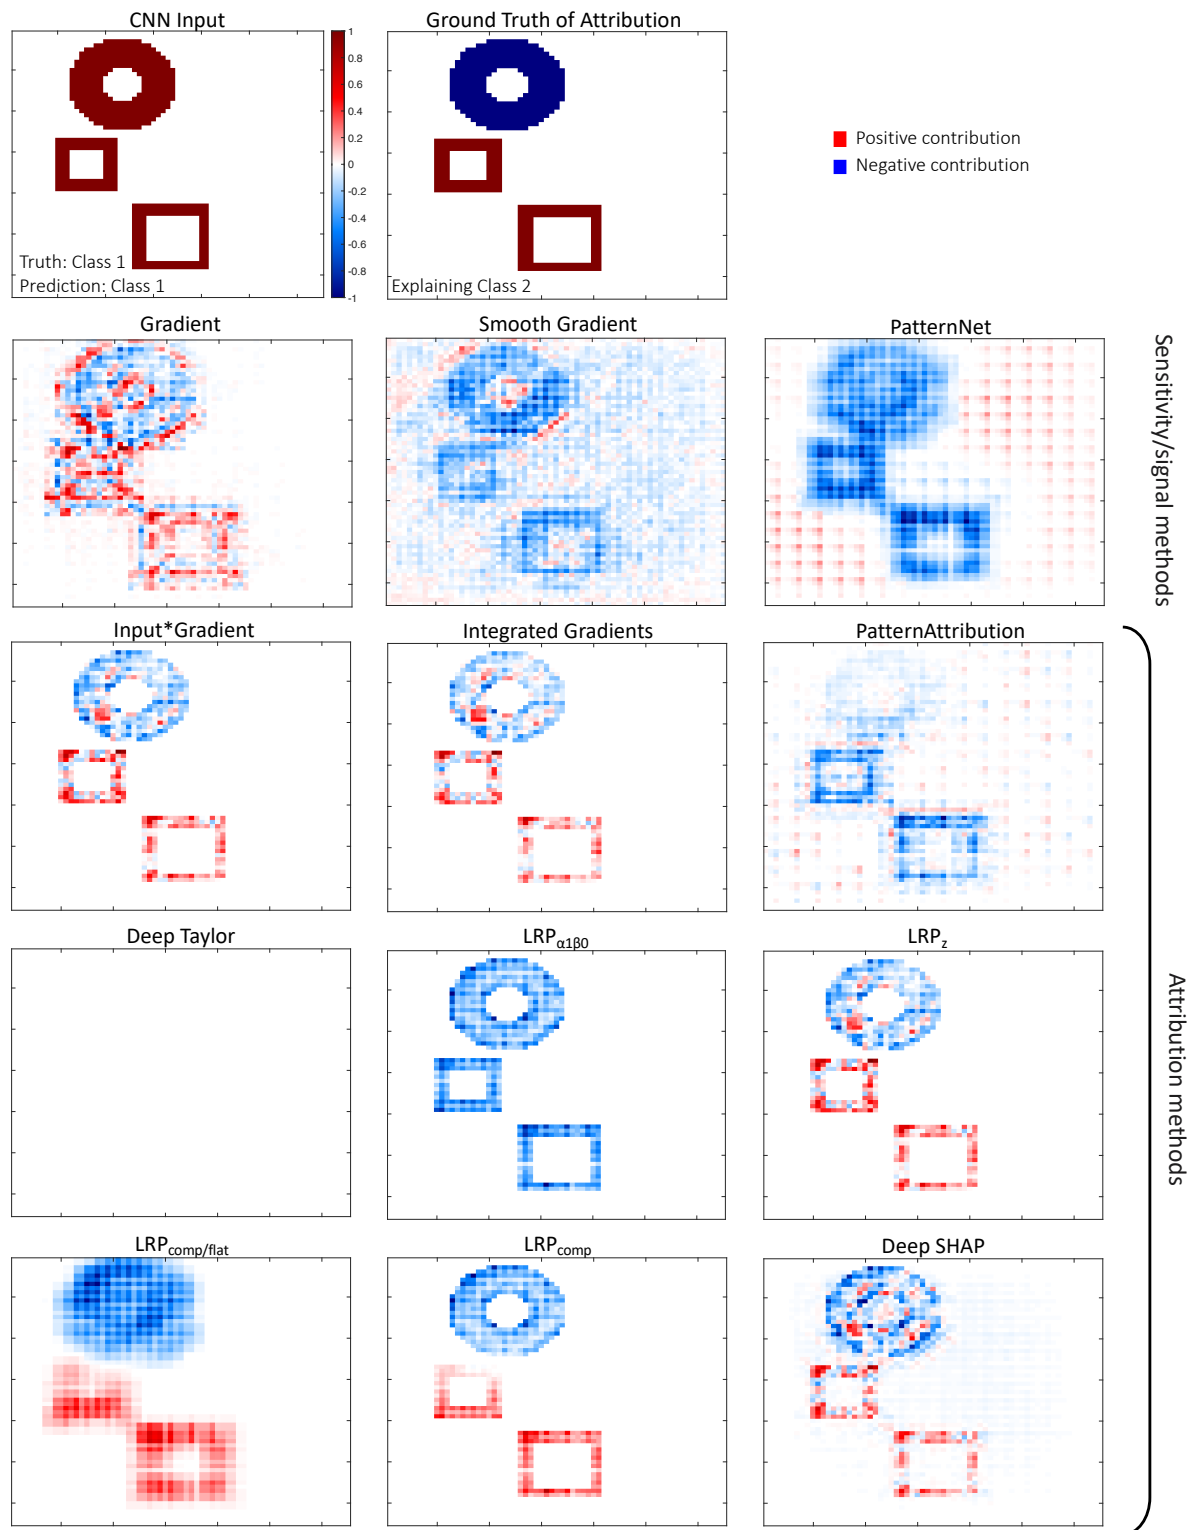 CNN Input
Ground Truth of Attribution
1
0.8
0.6
0.4
0.2
0
-0.2
-0.4
-0.6
-0.8
-1
Truth: Class 1
Prediction: Class 1
Explaining Class 2
Positive contribution
Negative contribution
Gradient
Smooth Gradient
PatternNet
Sensitivity/signal methods
Input*Gradient
Integrated Gradients
PatternAttribution
Deep Taylor
LRPα1β0
LRPz
Attribution methods
LRPcomp/flat
LRPcomp
Deep SHAP